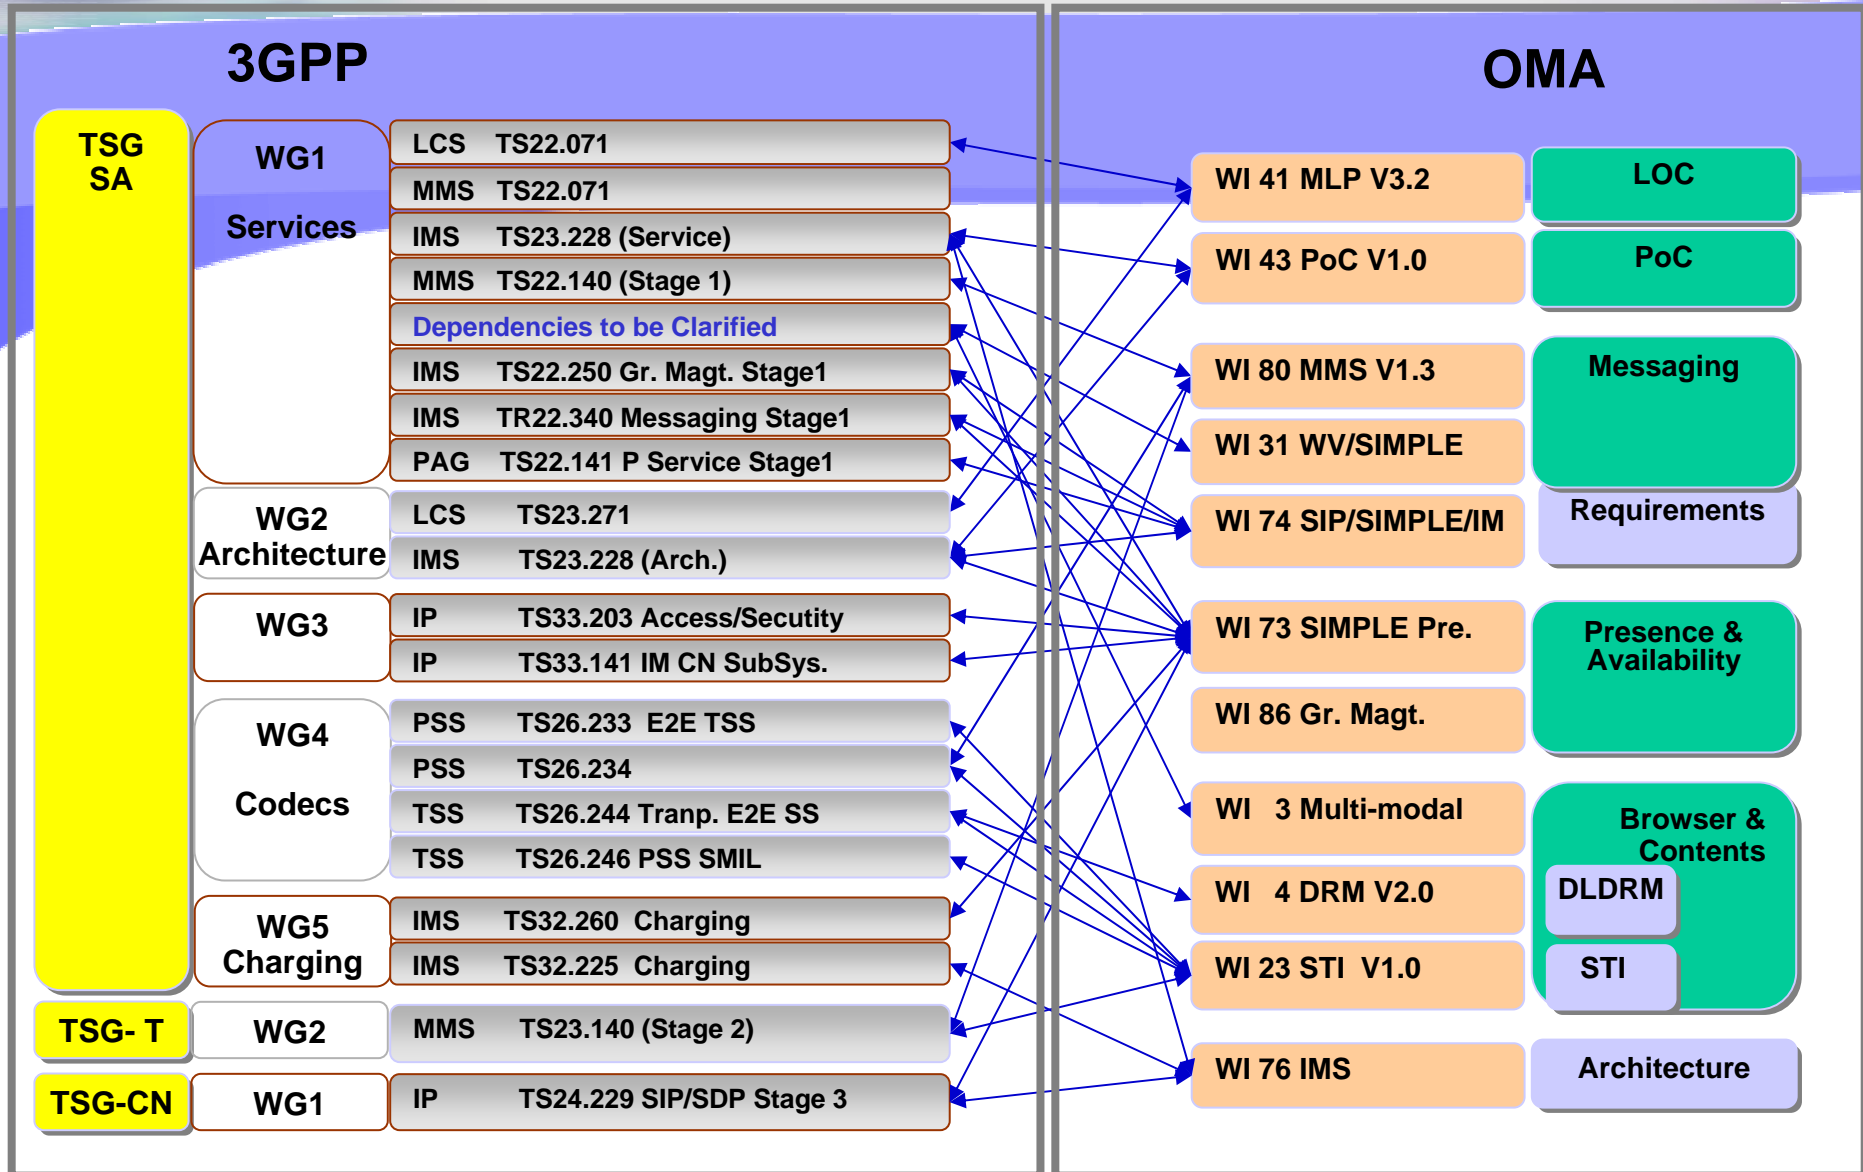 3GPP
OMA
TSG
SA
WG1
Services
LCS TS22.071
MMS TS22.071
IMS TS23.228 (Service)
MMS TS22.140 (Stage 1)
Dependencies to be Clarified
IMS TS22.250 Gr. Magt. Stage1
IMS TR22.340 Messaging Stage1
PAG TS22.141 P Service Stage1
WG2
Architecture
LCS TS23.271
IMS TS23.228 (Arch.)
WG3
IP TS33.203 Access/Secutity
IP TS33.141 IM CN SubSys.
WG4
Codecs
PSS TS26.233 E2E TSS
PSS TS26.234
TSS TS26.244 Tranp. E2E SS
TSS TS26.246 PSS SMIL
WG5
Charging
IMS TS32.260 Charging
IMS TS32.225 Charging
TSG- T
WG2
MMS TS23.140 (Stage 2)
TSG-CN
WG1
IP TS24.229 SIP/SDP Stage 3
WI 41 MLP V3.2
LOC
WI 43 PoC V1.0
PoC
WI 80 MMS V1.3
Messaging
WI 31 WV/SIMPLE
WI 74 SIP/SIMPLE/IM
Requirements
WI 73 SIMPLE Pre.
Presence &
Availability
WI 86 Gr. Magt.
WI 3 Multi-modal
Browser &
Contents
WI 4 DRM V2.0
DLDRM
WI 23 STI V1.0
STI
WI 76 IMS
Architecture